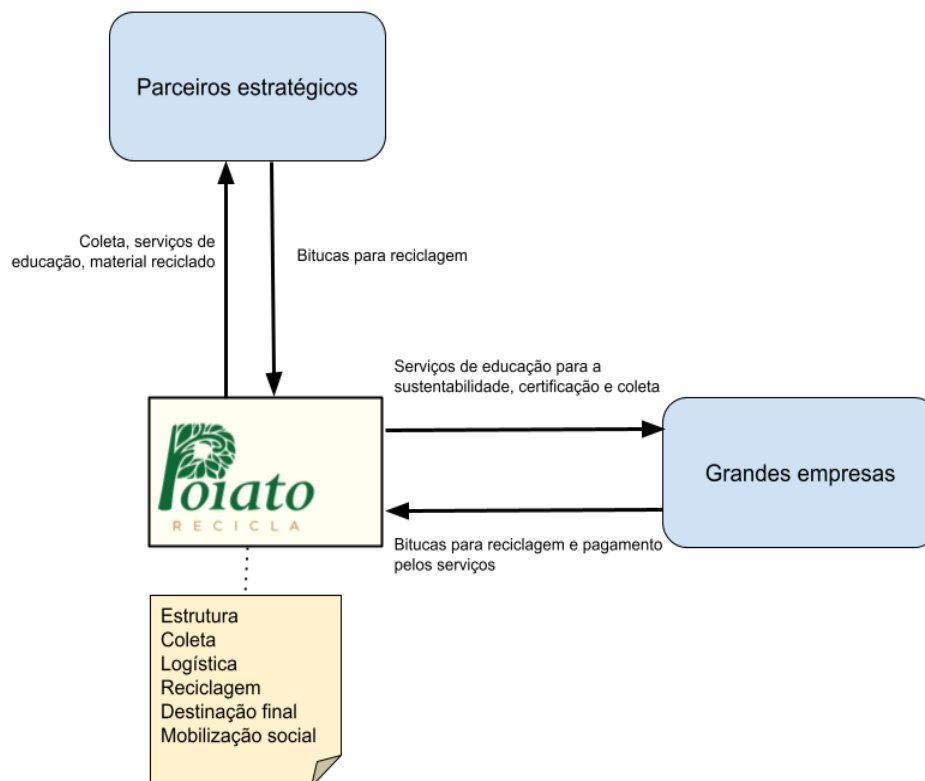 Parceiros estratégicos
Coleta, serviços de
educação, material reciclado
Bitucas para reciclagem
Serviços de educação para a
sustentabilidade, certificação e coleta
Poiato
RECICLA
Grandes empresas
Bitucas para reciclagem e pagamento
pelos serviços
Estrutura
Coleta
Logística
Reciclagem
Destinação final
Mobilização social